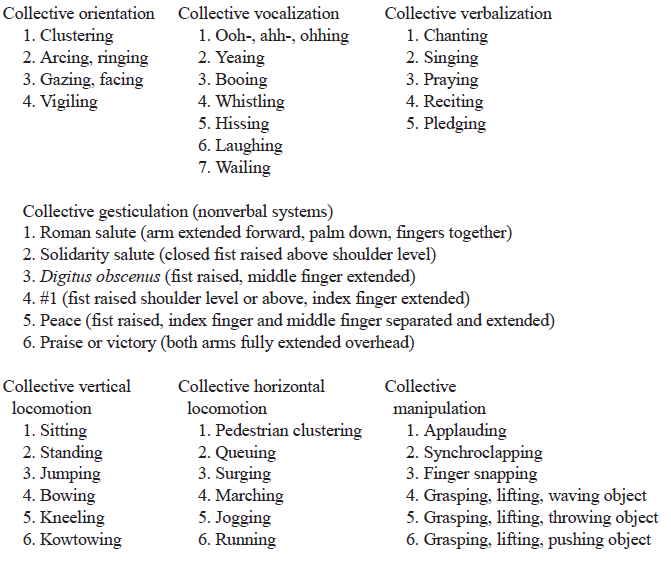 Collective orientation
1. Clustering
2. Arcing, ringing
3. Gazing, facing
4. Vigiling
Collective vocalization
1. Ooh-, ahh-, ohhing
2. Yeaing
3. Booing
4. Whistling
5. Hissing
6. Laughing
7. Wailing
Collective verbalization
1. Chanting
2. Singing
3. Praying
4. Reciting
5. Pledging
Collective gesticulation (nonverbal systems)
1. Roman salute (arm extended forward, palm down, fingers together)
2. Solidarity salute (closed fist raised above shoulder level)
3. Digitus obscenus (fist raised, middle finger extended)
4. #1 (fist raised shoulder level or above, index finger extended)
5. Peace (fist raised, index finger and middle finger separated and extended)
6. Praise or victory (both arms fully extended overhead)
Collective vertical
locomotion
1. Sitting
2. Standing
3. Jumping
4. Bowing
5. Kneeling
6. Kowtowing
Collective horizontal
locomotion
1. Pedestrian clustering
2. Queuing
3. Surging
4. Marching
5. Jogging
6. Running
Collective
manipulation
1. Applauding
2. Synchroclapping
3. Finger snapping
4. Grasping, lifting, waving object
5. Grasping, lifting, throwing object
6. Grasping, lifting, pushing object